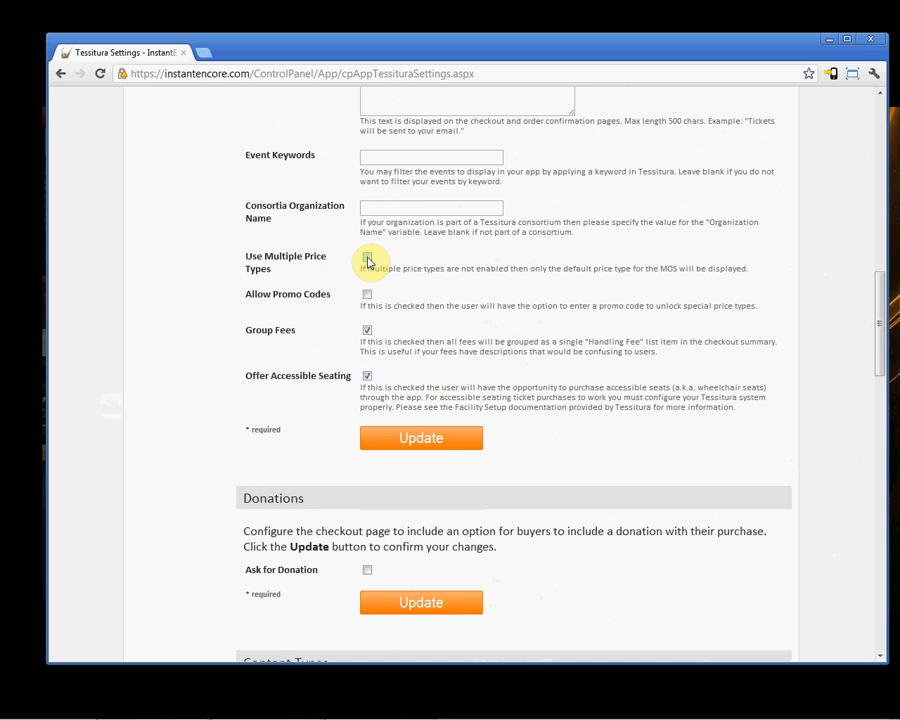 Tessitura Settings - InstantE
https://instantencore.com/ControlPanel/App/cpAppTessituraSettings.aspx
This text is displayed on the checkout and order confirmation pages. Max length 500 chars. Example: "Tickets
will be sent to your email."
Event Keywords
You may filter the events to display in your app by applying a keyword in Tessitura. Leave blank if you do not
want to filter your events by keyword.
Consortia Organization
Name
If your organization is part of a Tessitura consortium then please specify the value for the "Organization
Name" variable. Leave blank if not part of a consortium.
Use Multiple Price
Types
If multiple price types are not enabled then only the default price type for the MOS will be displayed.
Allow Promo Codes
If this is checked then the user will have the option to enter a promo code to unlock special price types.
Group Fees
If this is checked then all fees will be grouped as a single "Handling Fee" list item in the checkout summary.
This is useful if your fees have descriptions that would be confusing to users.
Offer Accessible Seating
If this is checked the user will have the opportunity to purchase accessible seats (a.k.a. wheelchair seats)
through the app. For accessible seating ticket purchases to work you must configure your Tessitura system
properly. Please see the Facility Setup documentation provided by Tessitura for more information.
* required
Update
Donations
Configure the checkout page to include an option for buyers to include a donation with their purchase.
Click the Update button to confirm your changes.
Ask for Donation
* required
Update
Content Types